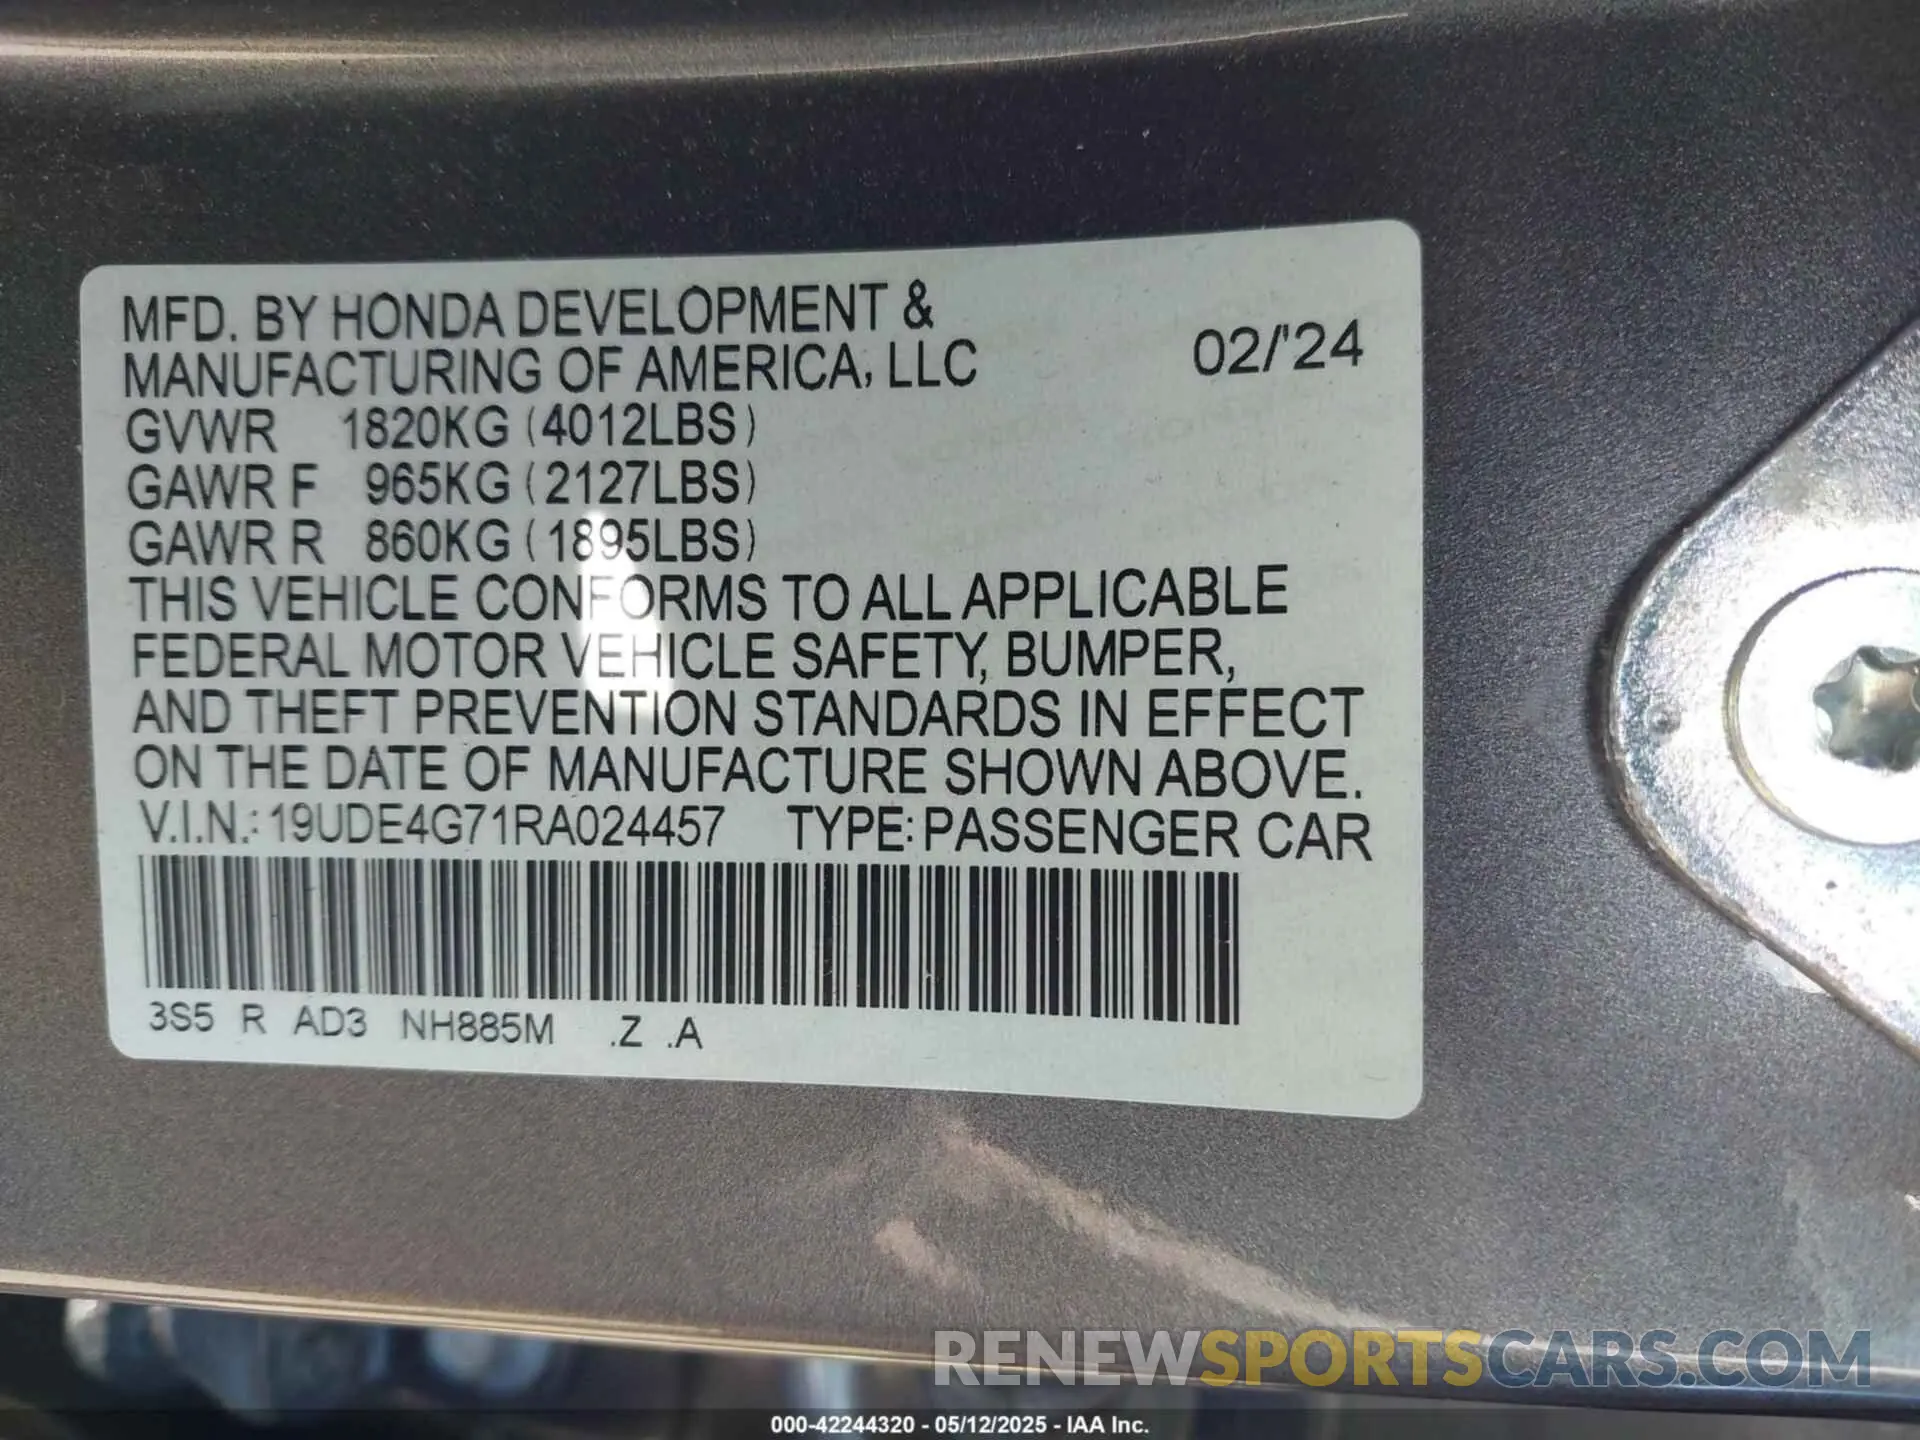 MFD. BY HONDA DEVELOPMENT &
MANUFACTURING OF AMERICA, LLC 02/'24
GVWR 1820KG (4012LBS)
GAWR F 965KG (2127LBS)
GAWR R 860KG (1895LBS)
THIS VEHICLE CONFORMS TO ALL APPLICABLE
FEDERAL MOTOR VEHICLE SAFETY, BUMPER,
AND THEFT PREVENTION STANDARDS IN EFFECT
ON THE DATE OF MANUFACTURE SHOWN ABOVE.
V.I.N.: 19UDE4G71RA024457 TYPE: PASSENGER CAR
3S5 R AD3 NH885M .Z .A
RENEWSPORTSCARS.COM
000-42244320 - 05/12/2025 - IAA Inc.